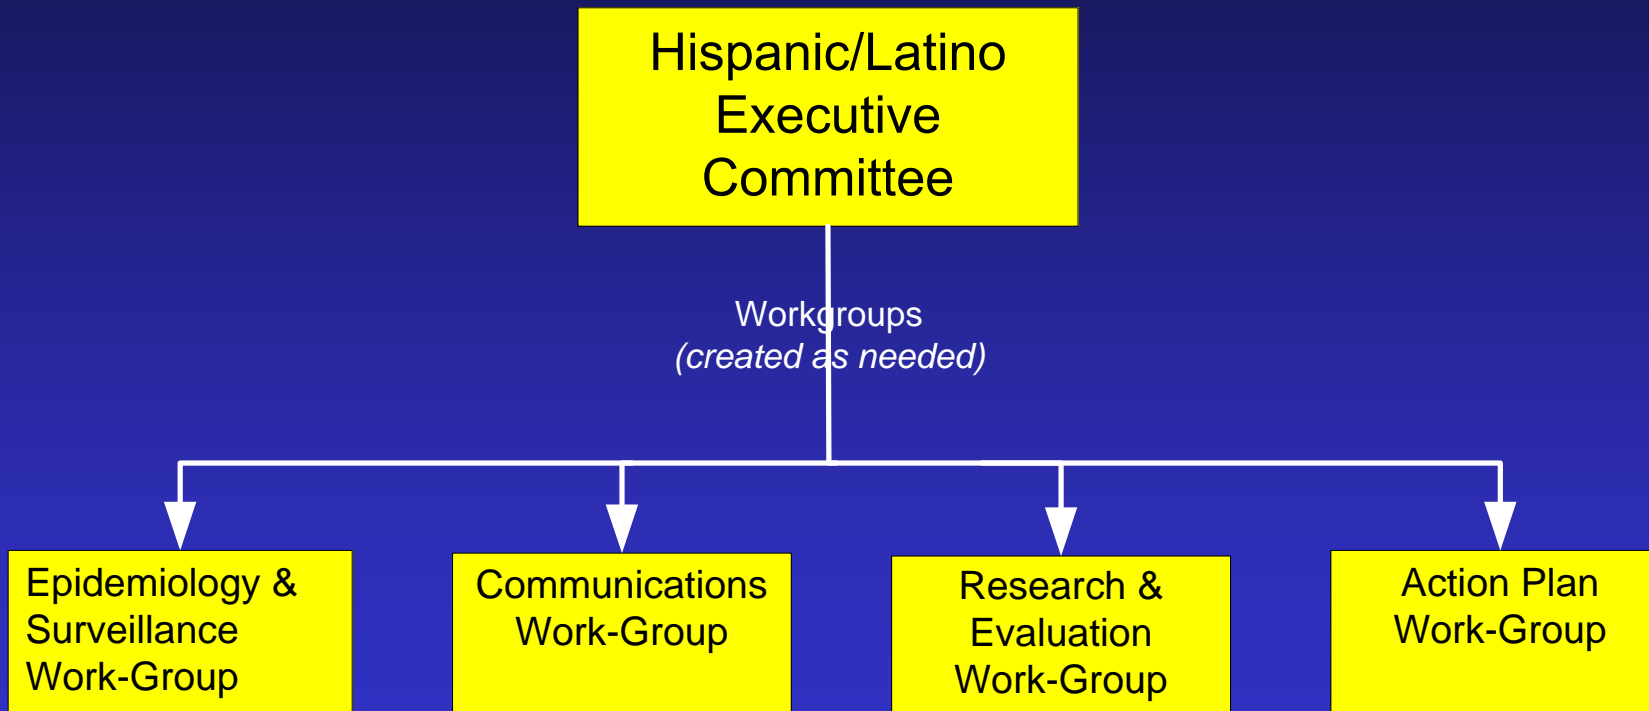 Hispanic/Latino
Executive
Committee
Workgroups
(created as needed)
Epidemiology &
Surveillance
Work-Group
Communications
Work-Group
Research &
Evaluation
Work-Group
Action Plan
Work-Group